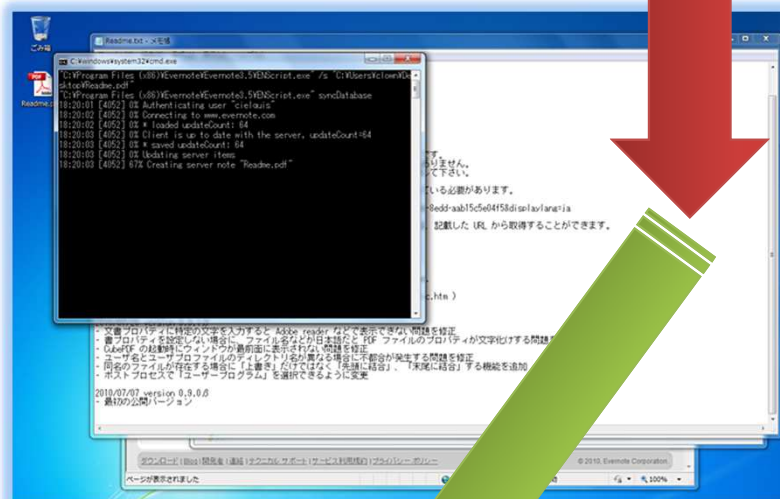 ごみ箱
Readme.txt - メモ帳
C:¥windows¥system32¥cmd.exe
"C:¥Program Files (x86)¥Evernote¥Evernote3.5¥ENScript.exe" /s "C:¥Users¥clown¥De
sktop¥Readme.pdf"
"C:¥Program Files (x86)¥Evernote¥Evernote3.5¥ENScript.exe" syncDatabase
18:20:01 [4052] 0% Authenticating user "cielquis"
18:20:02 [4052] 0% Connecting to www.evernote.com
18:20:02 [4052] 0% * loaded updateCount: 64
18:20:03 [4052] 0% Client is up to date with the server, updateCount=64
18:20:03 [4052] 0% * saved updateCount: 64
18:20:03 [4052] 0% Updating server items
18:20:03 [4052] 67% Creating server note "Readme.pdf"
す。
りません。
して下さい。
いる必要があります。
-8edd-aab15c5e04f5&displaylang=ja
記載した URL から取得することができます。
c.htm )
- 文書プロパティに特定の文字を入力すると Adobe reader などで表示できない問題を修正
- 書プロパティを設定しない場合に、ファイル名などが日本語だと PDF ファイルのプロパティが文字化けする問題
- CubePDF の起動時にウィンドウが最前面に表示されない問題を修正
- ユーザ名とユーザプロファイルのディレクトリ名が異なる場合に不都合が発生する問題を修正
- 同名のファイルが存在する場合に「上書き」だけではなく「先頭に結合」、「末尾に結合」する機能を追加
- ポストプロセスで「ユーザープログラム」を選択できるように変更
2010/07/07 version 0.9.0β
- 最初の公開バージョン
ダウンロード | Blog | 開発者 | 連絡 | テクニカル サポート | サービス利用規約 | プライバシー ポリシー
© 2010, Evernote Corporation.
ページが表示されました
100%